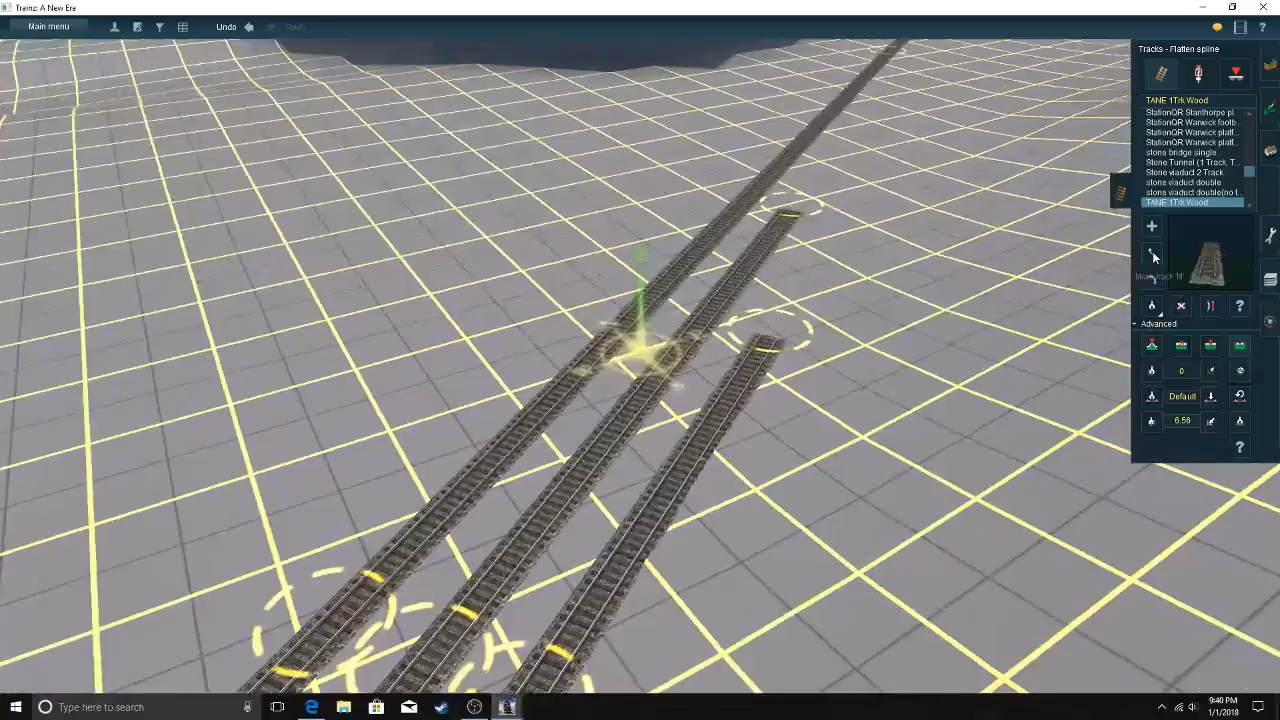 Trainz: A New Era
Main menu
Undo
Redo
Tracks - Flatten spline
TANE 1Trk Wood
StationQR Stanthorpe pl
StationQR Warwick footb
StationQR Warwick platf...
StationQR Warwick platf...
stone bridge single
Stone Tunnel (1 Track, T...
Stone viaduct 2 Track
stone viaduct double
stone viaduct double(no l...
TANE 1Trk Wood
Move track 'M'
Advanced
0
Default
6.56
Type here to search
9:40 PM
1/1/2018